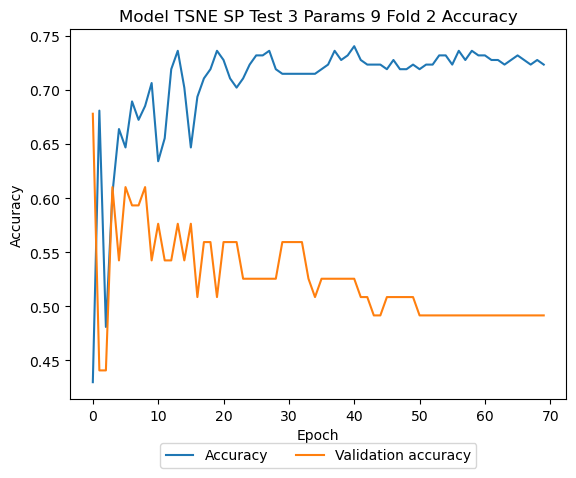 Model TSNE SP Test 3 Params 9 Fold 2 Accuracy
0.75
0.70
0.65
0.60
0.55
0.50
0.45
Accuracy
0 10 20 30 40 50 60 70
Epoch
Accuracy Validation accuracy